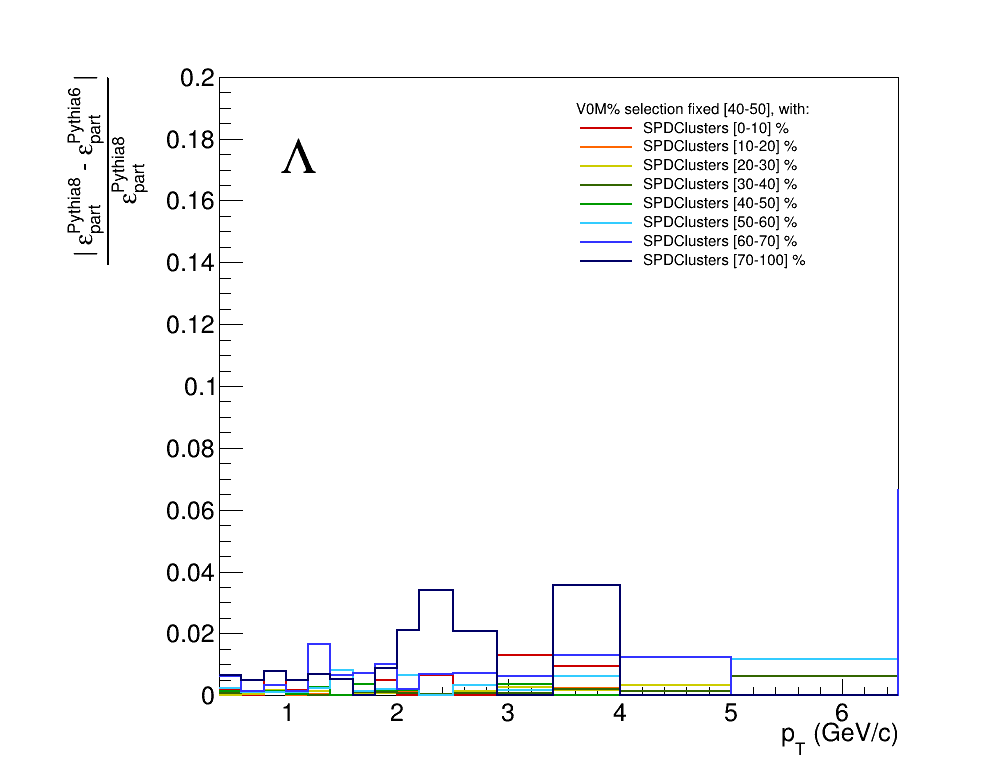 | ε_part^Pythia8 - ε_part^Pythia6 |
ε_part^Pythia8
0.2
0.18
0.16
0.14
0.12
0.1
0.08
0.06
0.04
0.02
0
Λ
V0M% selection fixed [40-50], with:
SPDClusters [0-10] %
SPDClusters [10-20] %
SPDClusters [20-30] %
SPDClusters [30-40] %
SPDClusters [40-50] %
SPDClusters [50-60] %
SPDClusters [60-70] %
SPDClusters [70-100] %
1 2 3 4 5 6
p_T (GeV/c)